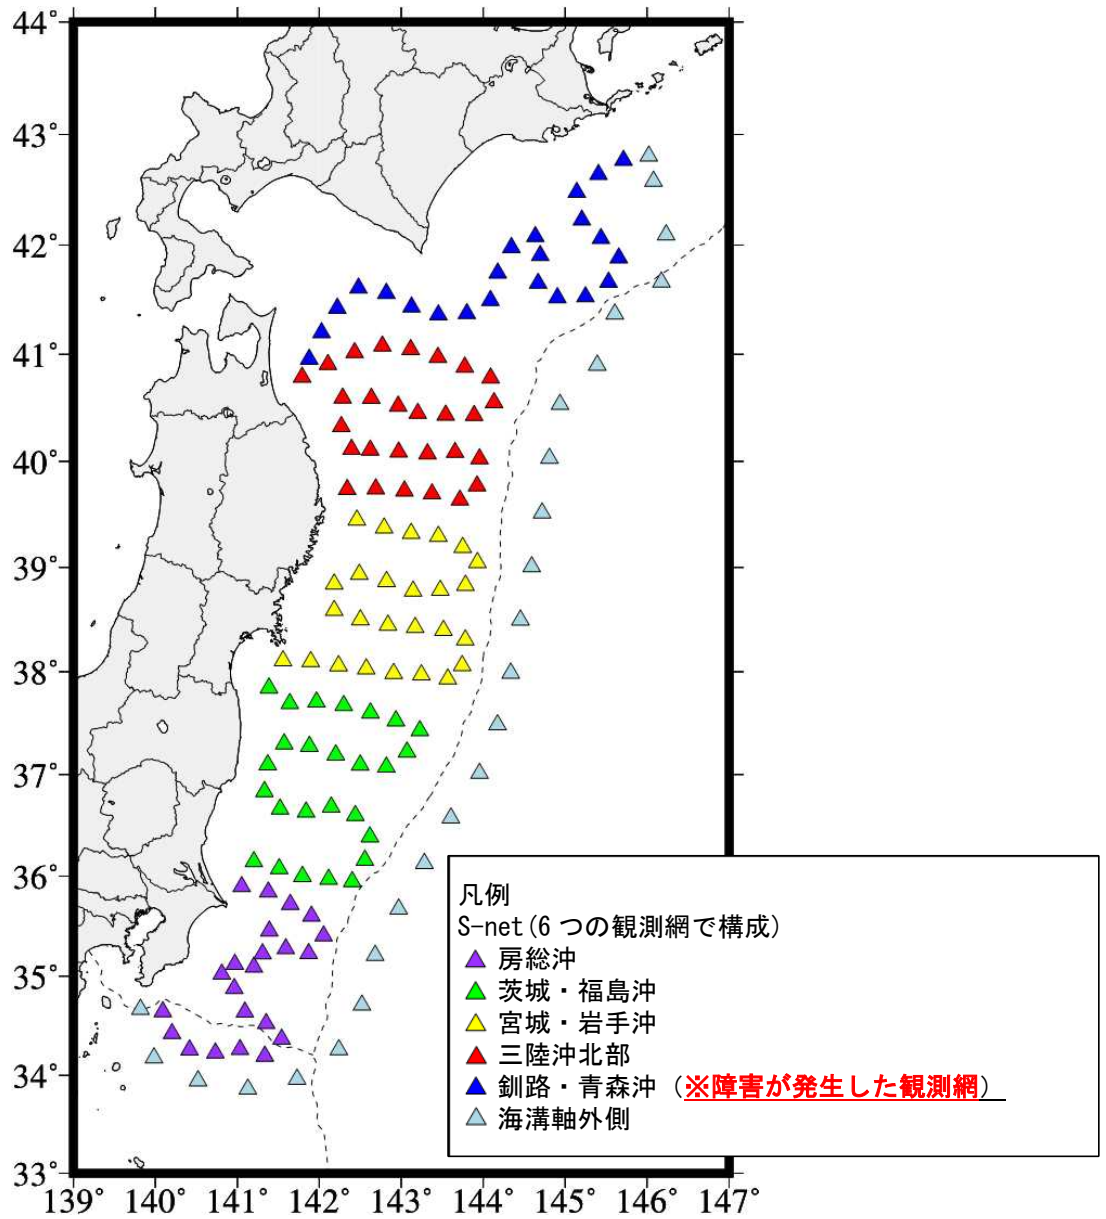 44°
43°
42°
41°
40°
39°
38°
37°
36°
35°
34°
33°
139° 140° 141° 142° 143° 144° 145° 146° 147°
凡例
S-net(6つの観測網で構成)
房総沖
茨城・福島沖
宮城・岩手沖
三陸沖北部
釧路・青森沖（※障害が発生した観測網）
海溝軸外側